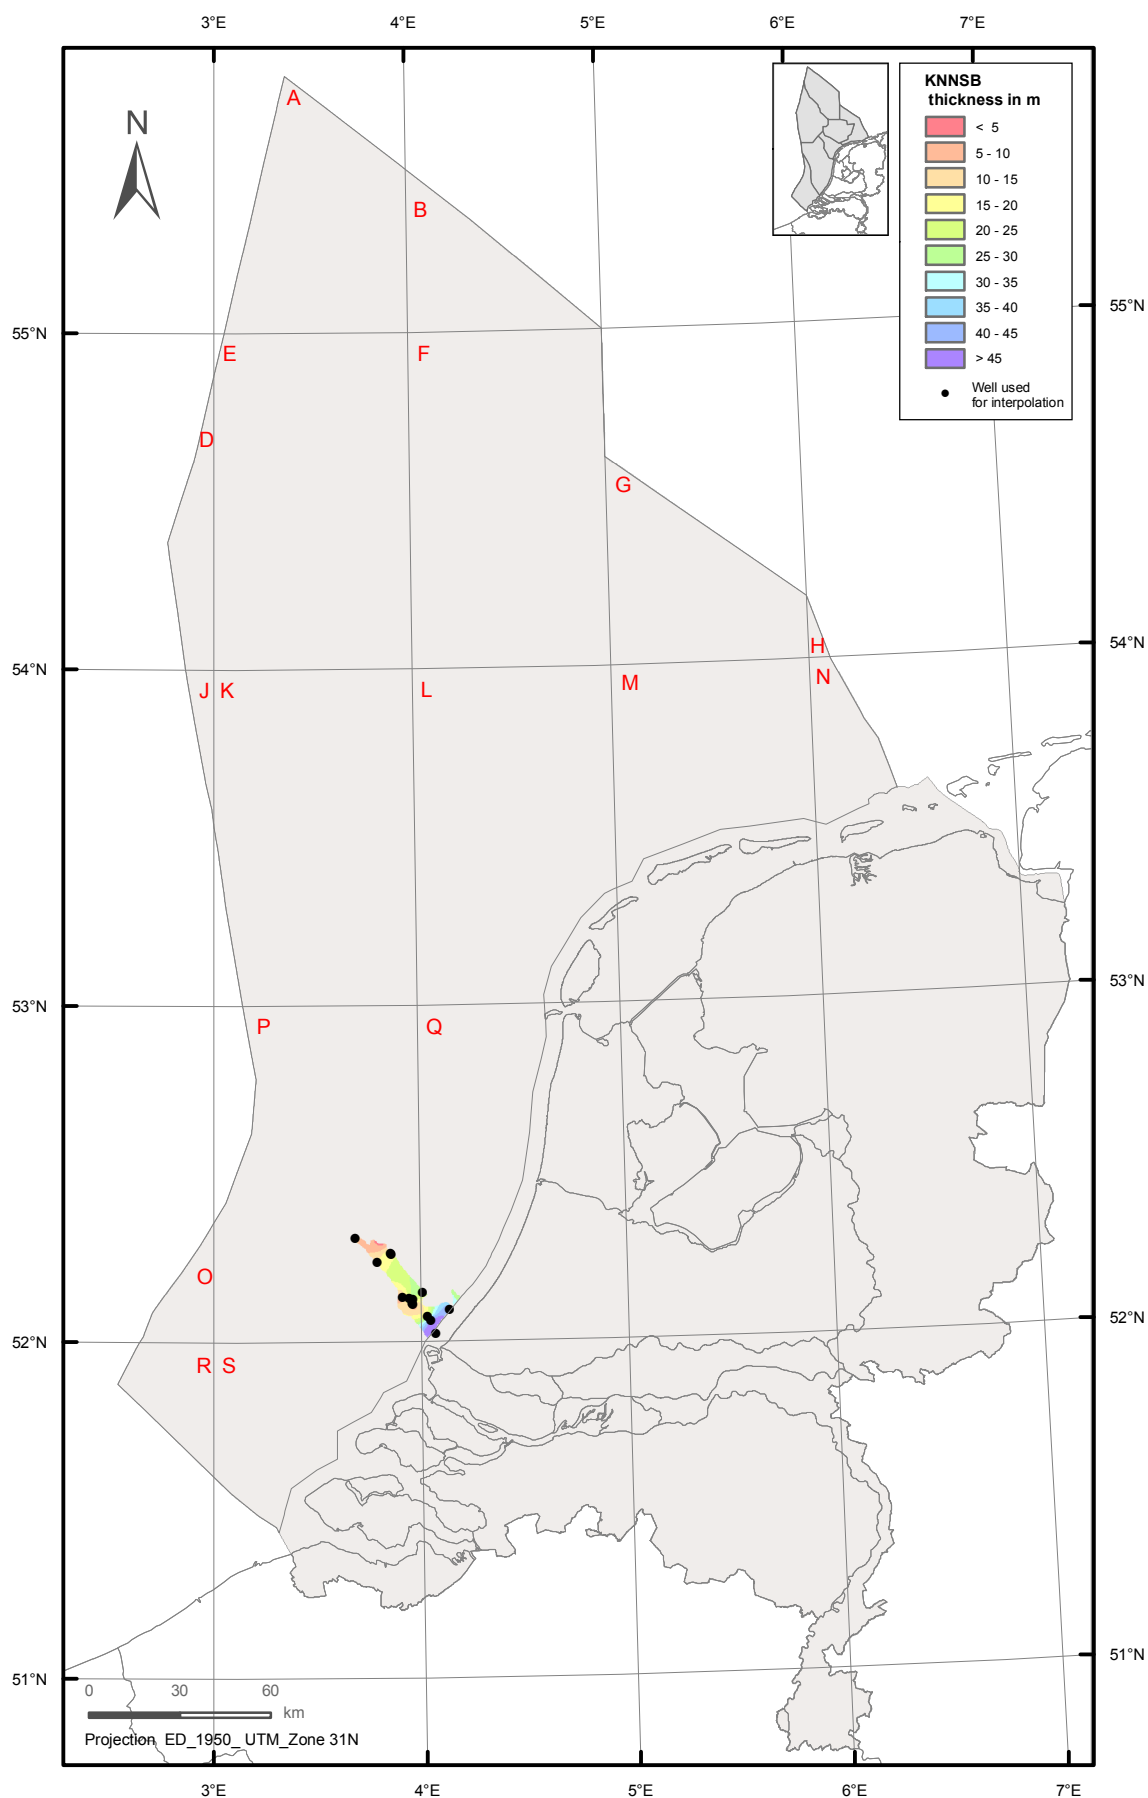 3°E 4°E 5°E 6°E 7°E
A
N
KNNSB
thickness in m
< 5
5 - 10
10 - 15
15 - 20
20 - 25
25 - 30
30 - 35
35 - 40
40 - 45
> 45
Well used
for interpolation
B
55°N 55°N
E F
D
G
H
54°N 54°N
J K L M N
53°N 53°N
P Q
O
52°N 52°N
R S
51°N 51°N
0 30 60
km
Projection ED_1950_ UTM_Zone 31N
3°E 4°E 5°E 6°E 7°E